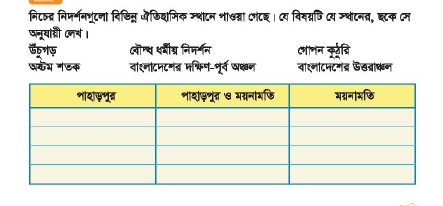 নিচের নিদর্শনগুলো বিভিন্ন ঐতিহাসিক স্থানে পাওয়া গেছে। যে বিষয়টি যে স্থানের, ছকে সে
অনুযায়ী লেখ।
উঁচুগড় বৌদ্ধ ধর্মীয় নিদর্শন গোপন কুঠুরি
অষ্টম শতক বাংলাদেশের দক্ষিণ-পূর্ব অঞ্চল বাংলাদেশের উত্তরাঞ্চল
পাহাড়পুর পাহাড়পুর ও ময়নামতি ময়নামতি